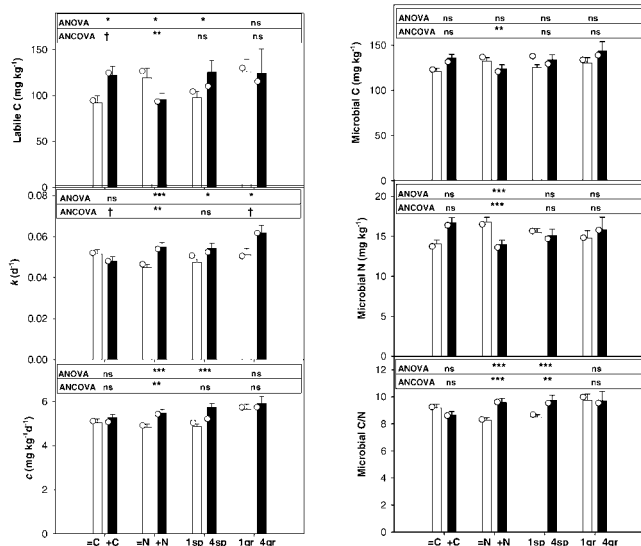 ANOVA * * * ns
ANCOVA † ** ns ns
Labile C (mg kg-1)
150
100
50
0
ANOVA ns *** * *
ANCOVA † ** ns †
k (d-1)
0.08
0.06
0.04
0.02
0.00
ANOVA ns *** *** ns
ANCOVA ns ** ns ns
c (mg kg-1d-1)
6
4
2
0
=C +C =N +N 1sp 4sp 1gr 4gr
ANOVA ns ns ns ns
ANCOVA ns ** ns ns
Microbial C (mg kg-1)
150
100
50
0
ANOVA ns *** ns ns
ANCOVA ns *** ns ns
Microbial N (mg kg-1)
20
15
10
5
0
ANOVA ns *** *** ns
ANCOVA ns *** ** ns
Microbial C/N
10
8
6
4
2
0
=C +C =N +N 1sp 4sp 1gr 4gr